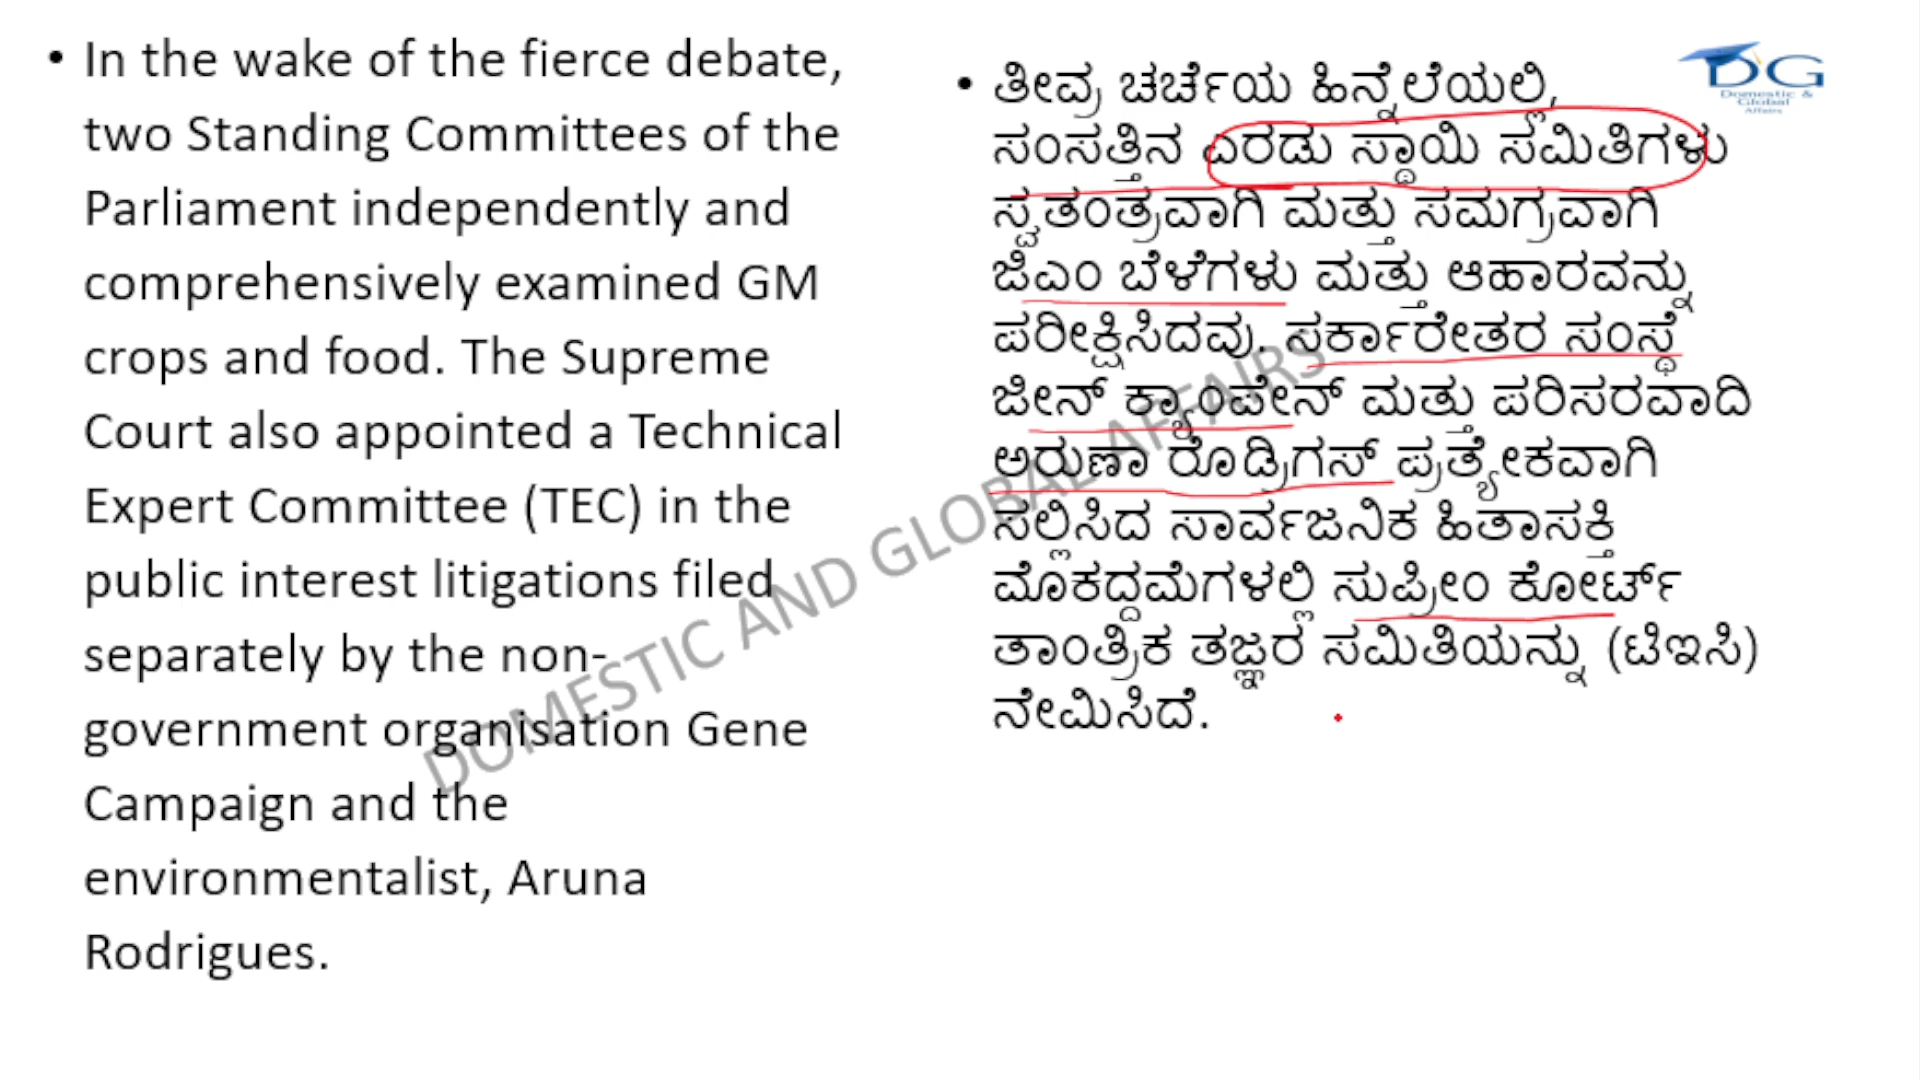 • In the wake of the fierce debate,
two Standing Committees of the
Parliament independently and
comprehensively examined GM
crops and food. The Supreme
Court also appointed a Technical
Expert Committee (TEC) in the
public interest litigations filed
separately by the non-
government organisation Gene
Campaign and the
environmentalist, Aruna
Rodrigues.
• ತೀವ್ರ ಚರ್ಚೆಯ ಹಿನ್ನೆಲೆಯಲ್ಲಿ,
ಸಂಸತ್ತಿನ ಎರಡು ಸ್ಥಾಯಿ ಸಮಿತಿಗಳು
ಸ್ವತಂತ್ರವಾಗಿ ಮತ್ತು ಸಮಗ್ರವಾಗಿ
ಜಿಎಂ ಬೆಳೆಗಳು ಮತ್ತು ಆಹಾರವನ್ನು
ಪರೀಕ್ಷಿಸಿದವು. ಸರ್ಕಾರೇತರ ಸಂಸ್ಥೆ
ಜೀನ್ ಕ್ಯಾಂಪೇನ್ ಮತ್ತು ಪರಿಸರವಾದಿ
ಅರುಣಾ ರೊಡ್ರಿಗಸ್ ಪ್ರತ್ಯೇಕವಾಗಿ
ಸಲ್ಲಿಸಿದ ಸಾರ್ವಜನಿಕ ಹಿತಾಸಕ್ತಿ
ಮೊಕದ್ದಮೆಗಳಲ್ಲಿ ಸುಪ್ರೀಂ ಕೋರ್ಟ್
ತಾಂತ್ರಿಕ ತಜ್ಞರ ಸಮಿತಿಯನ್ನು (ಟಿಇಸಿ)
ನೇಮಿಸಿದೆ.
DG
Domestic &
Global
Affairs
DOMESTIC AND GLOBAL AFFAIRS